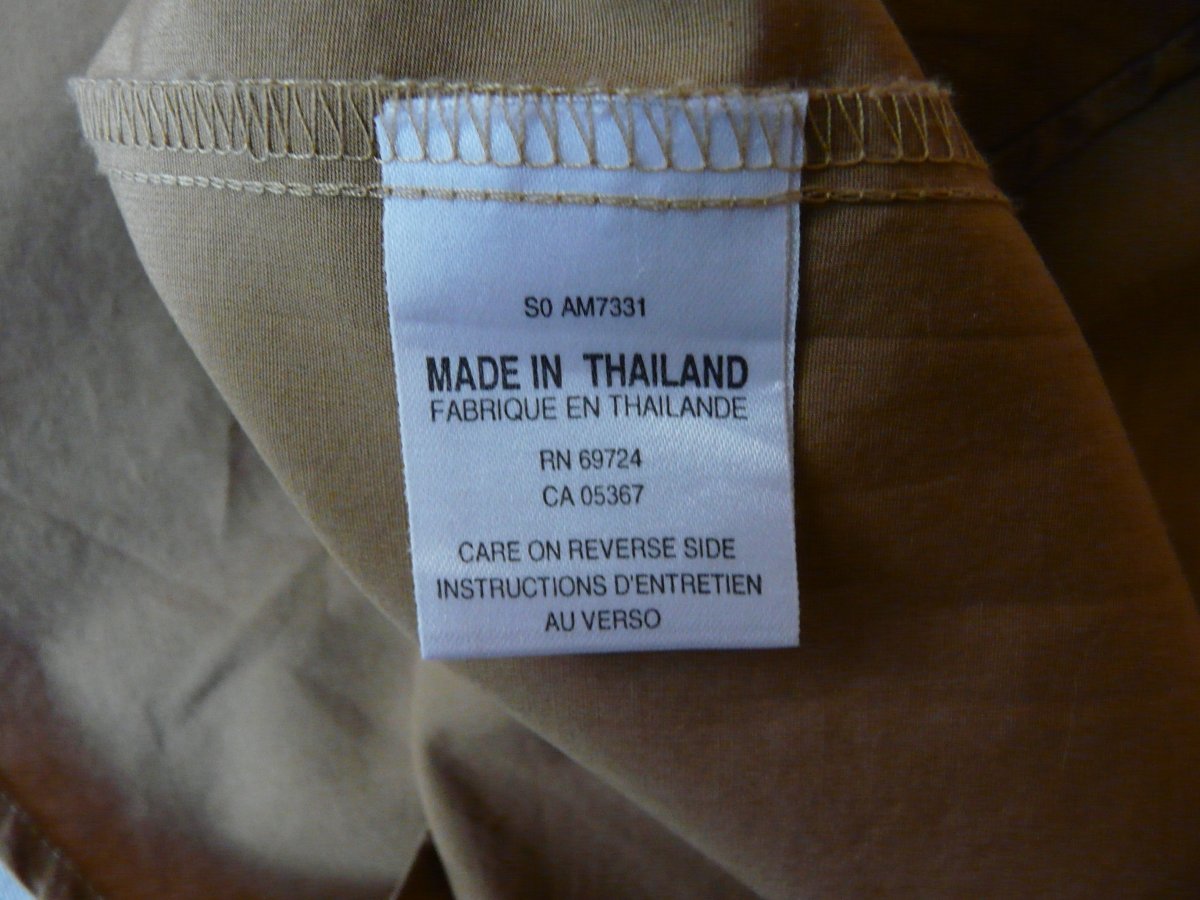 S0 AM7331
MADE IN THAILAND
FABRIQUE EN THAILANDE
RN 69724
CA 05367
CARE ON REVERSE SIDE
INSTRUCTIONS D'ENTRETIEN
AU VERSO